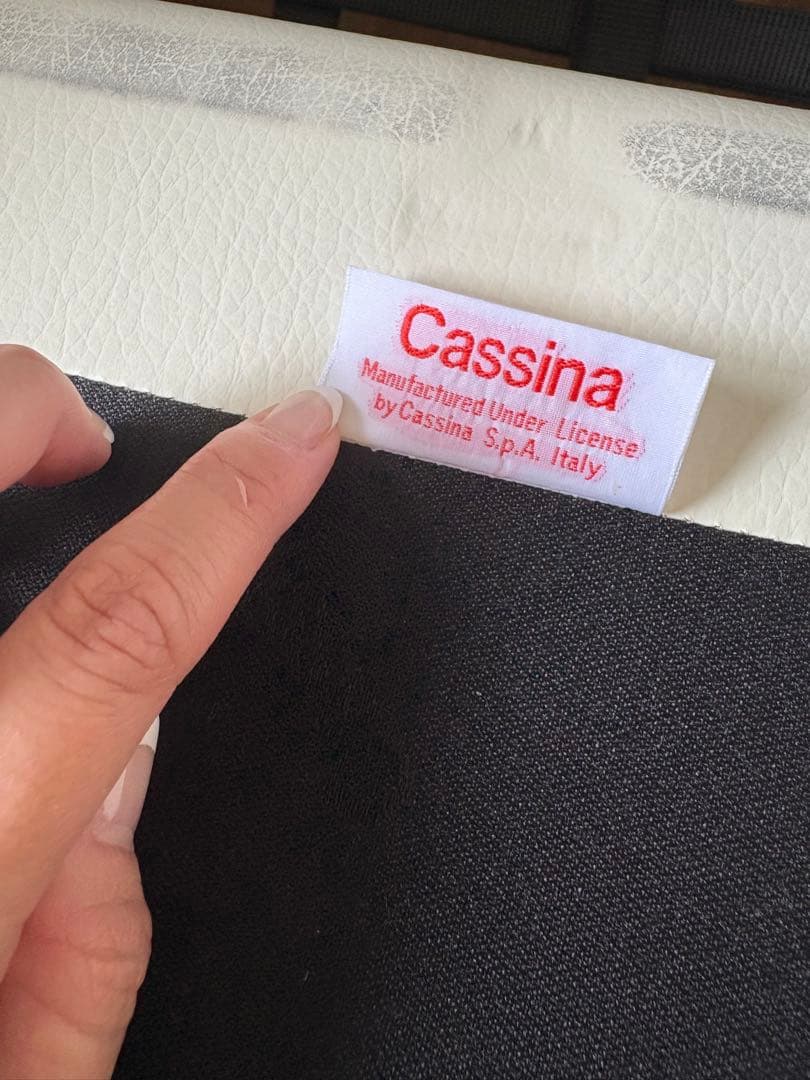 Cassina
Manufactured Under License
by Cassina S.p.A. Italy